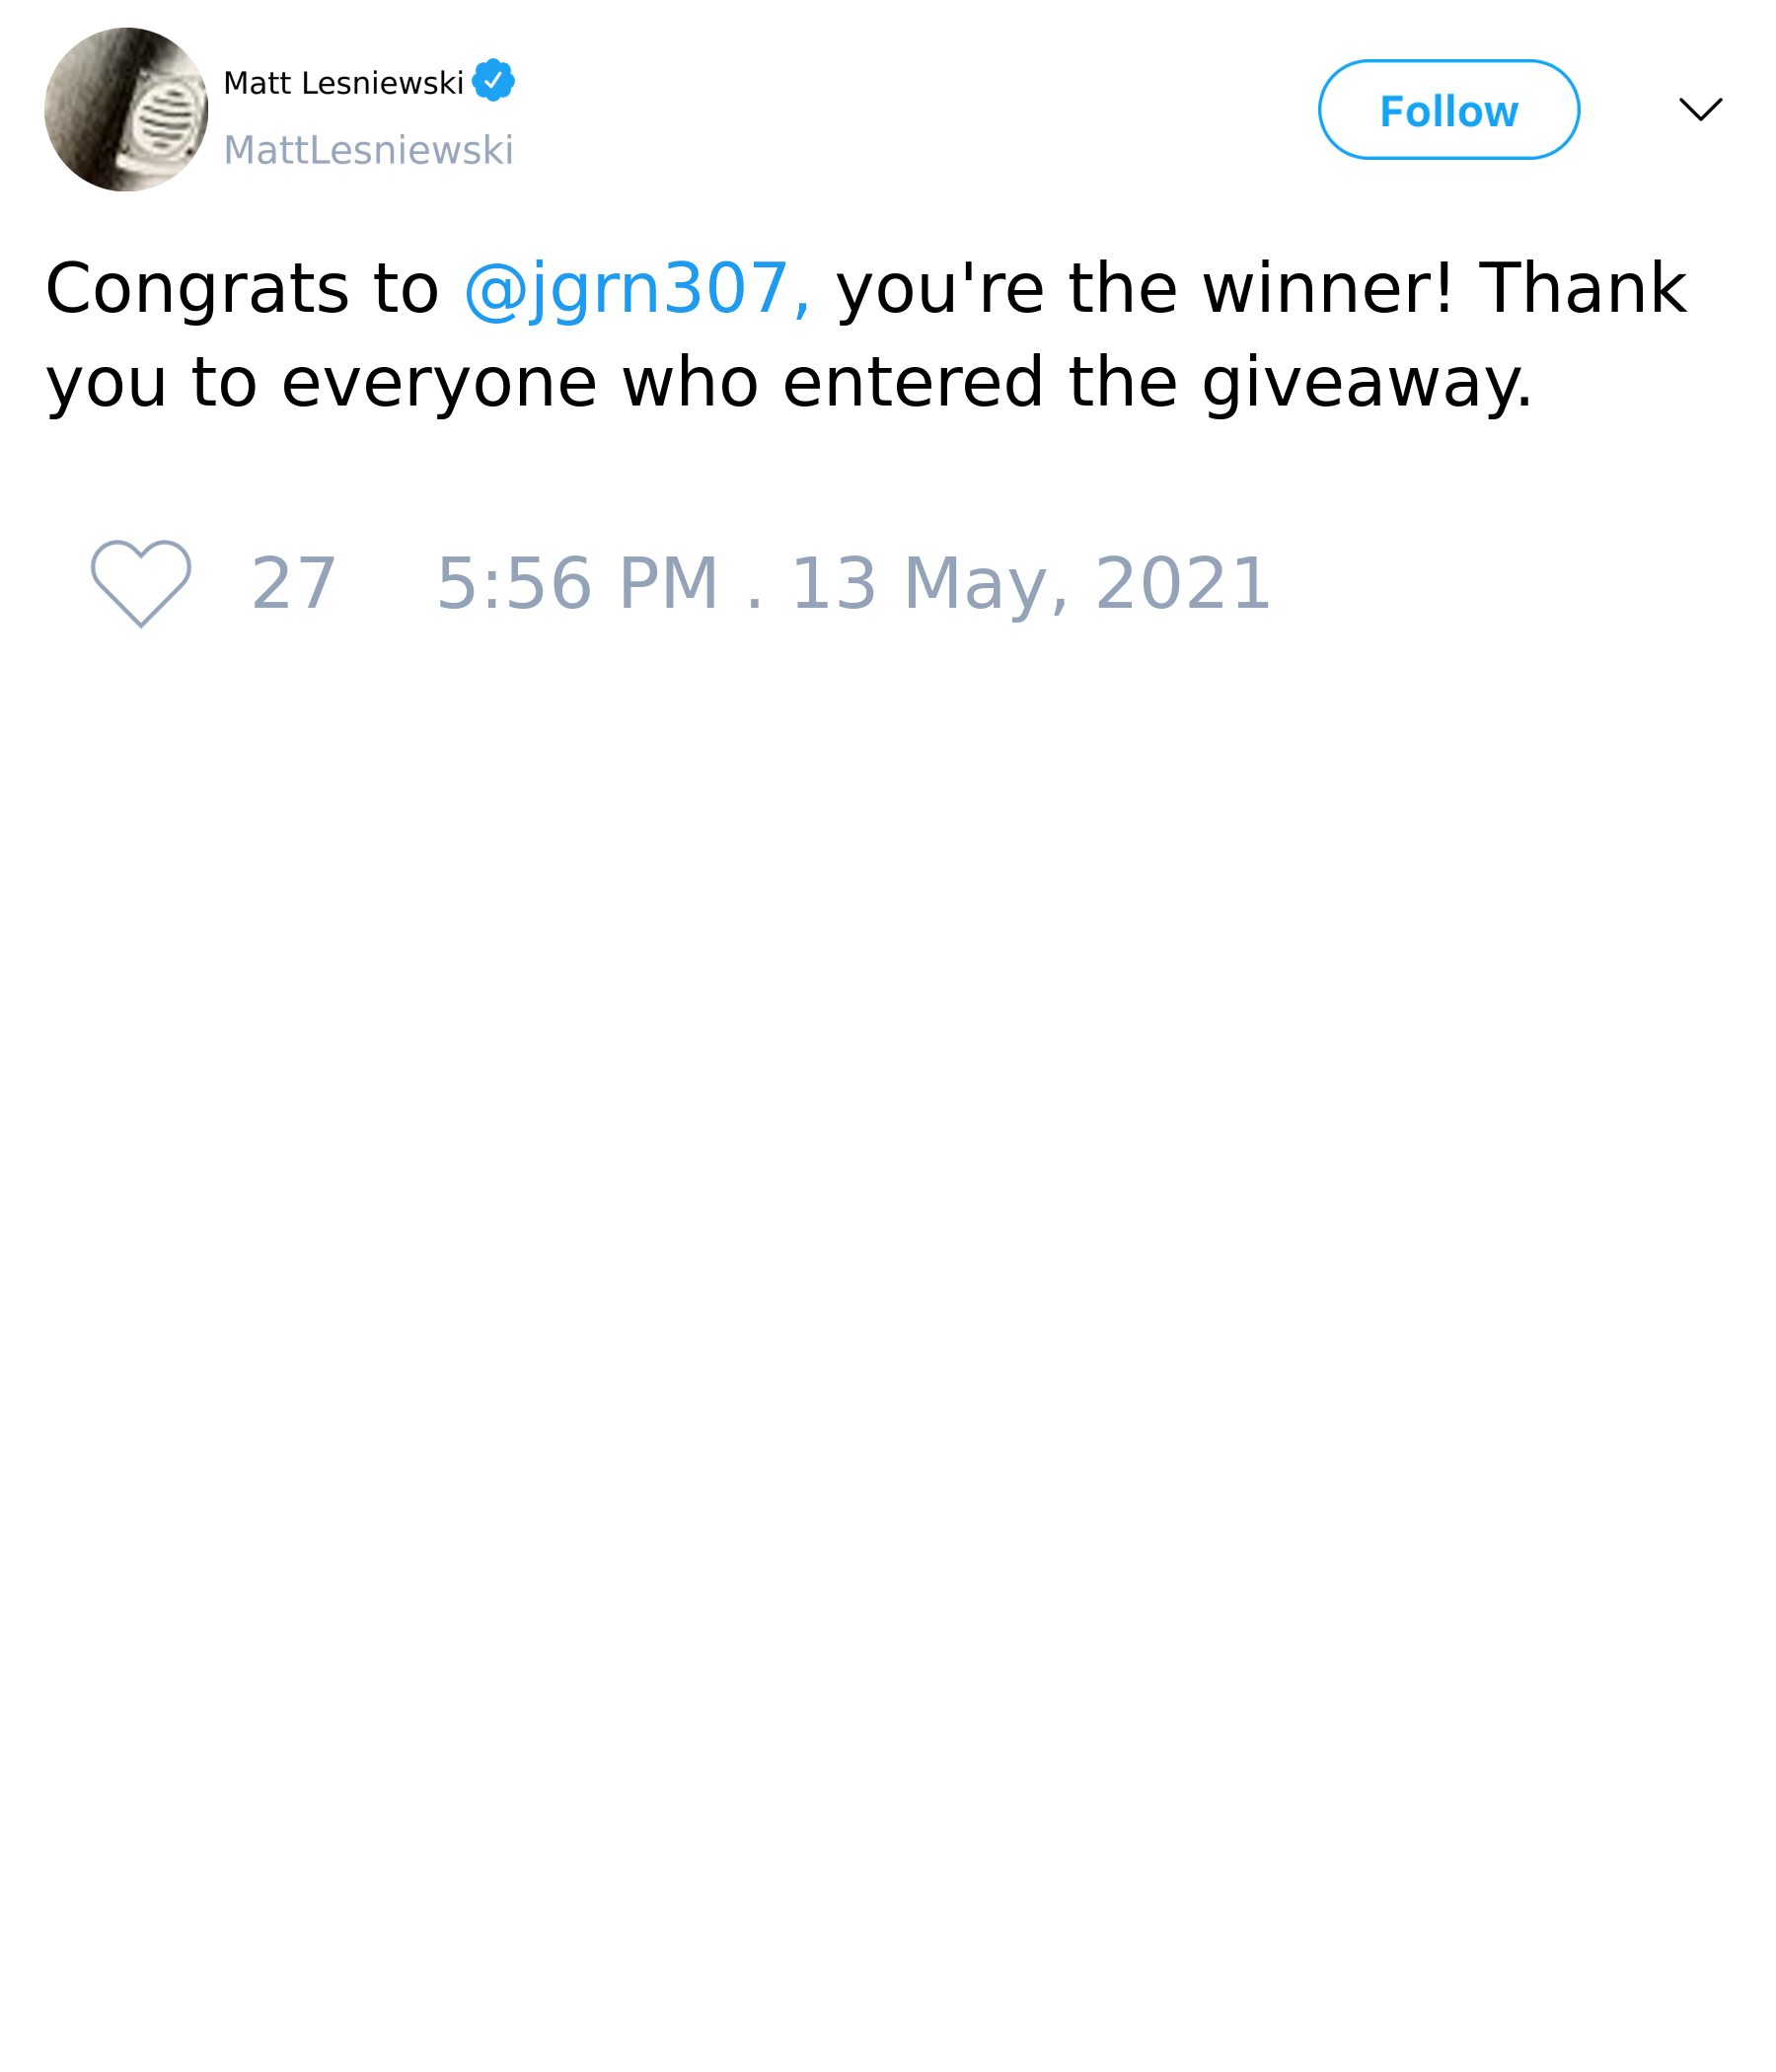 Matt Lesniewski
MattLesniewski
Follow
Congrats to @jgrn307, you're the winner! Thank
you to everyone who entered the giveaway.
27 5:56 PM . 13 May, 2021